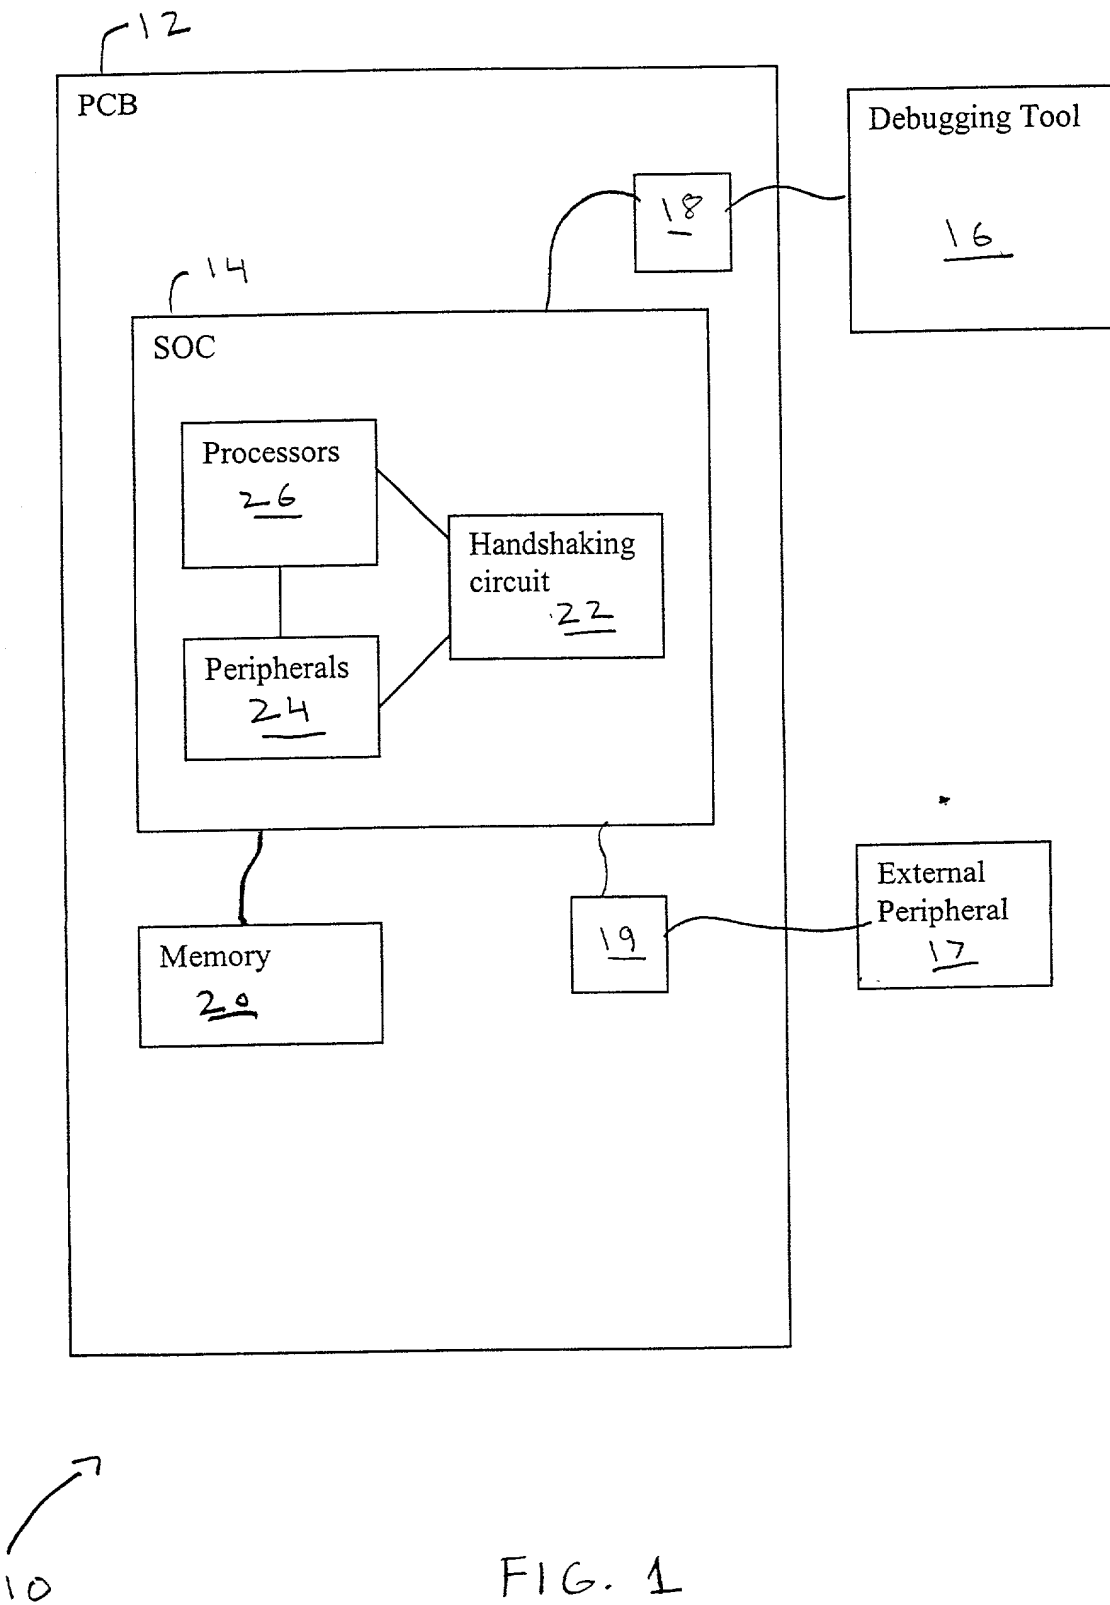 12
PCB
Debugging Tool
18
16
14
SOC
Processors
26
Handshaking
circuit
22
Peripherals
24
External
Peripheral
17
19
Memory
20
10
FIG. 1